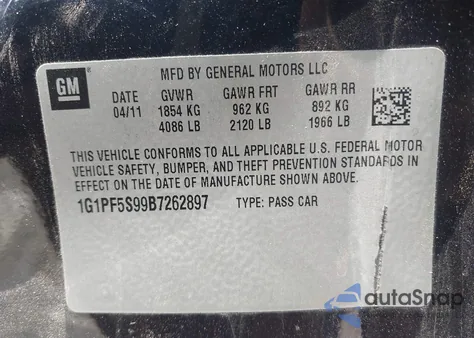 GM
MFD BY GENERAL MOTORS LLC
DATE GVWR GAWR FRT GAWR RR
04/11 1854 KG 962 KG 892 KG
4086 LB 2120 LB 1966 LB
THIS VEHICLE CONFORMS TO ALL APPLICABLE U.S. FEDERAL MOTOR
VEHICLE SAFETY, BUMPER, AND THEFT PREVENTION STANDARDS IN
EFFECT ON THE DATE OF MANUFACTURE SHOWN ABOVE.
1G1PF5S99B7262897 TYPE: PASS CAR
autoSnap